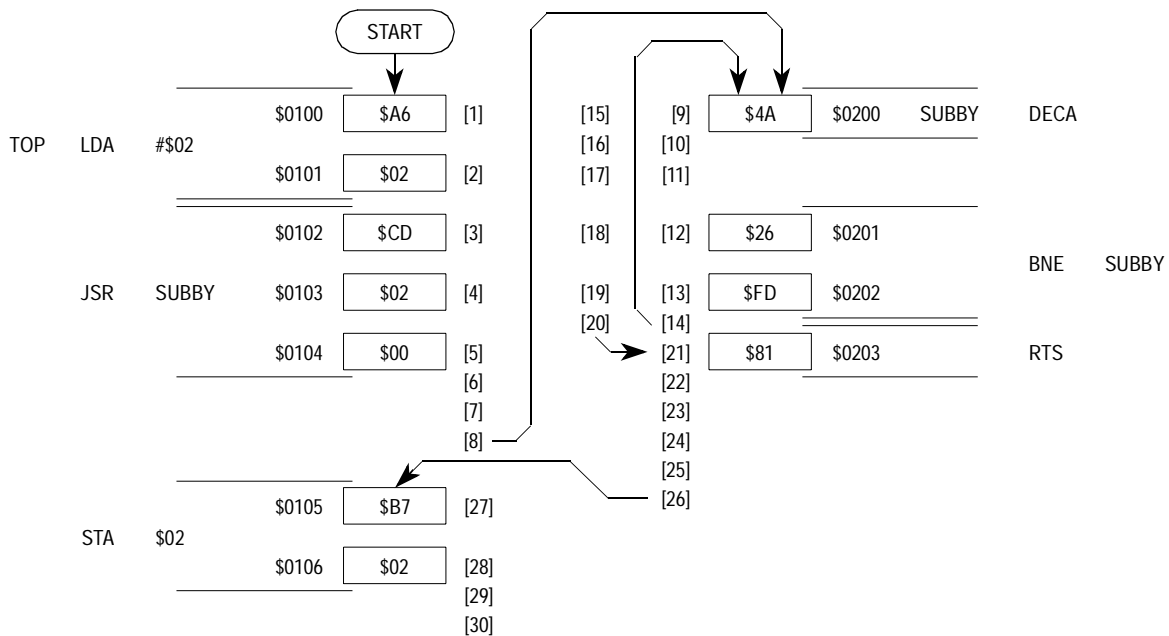 START
$0100 $A6 [1] [15] [9] $4A $0200 SUBBY DECA
TOP LDA #$02 [16] [10]
$0101 $02 [2] [17] [11]
$0102 $CD [3] [18] [12] $26 $0201
BNE SUBBY
JSR SUBBY $0103 $02 [4] [19] [13] $FD $0202
[20] [14]
$0104 $00 [5] [21] $81 $0203 RTS
[6] [22]
[7] [23]
[8] [24]
[25]
$0105 $B7 [27] [26]
STA $02
$0106 $02 [28]
[29]
[30]